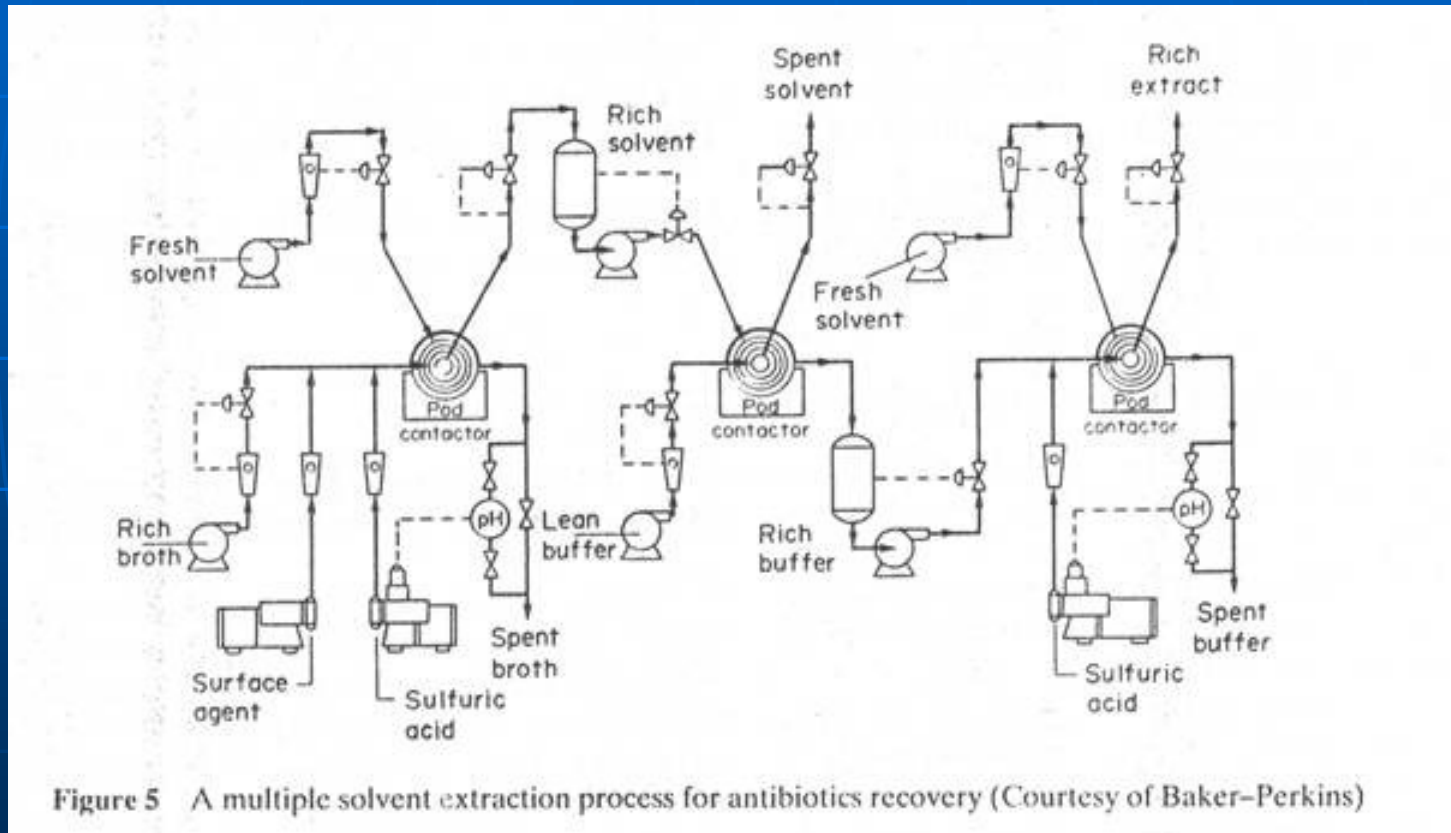 Spent
solvent
Rich
extract
Rich
solvent
Fresh
solvent
Fresh
solvent
Pod
contactor
Pod
contactor
Pod
contactor
Rich
broth
pH
Lean
buffer
Rich
buffer
pH
Spent
broth
Spent
buffer
Surface
agent
Sulfuric
acid
Sulfuric
acid
Figure 5 A multiple solvent extraction process for antibiotics recovery (Courtesy of Baker–Perkins)